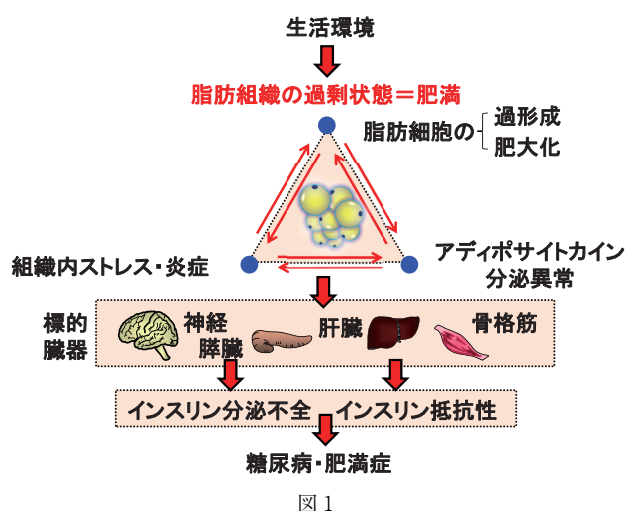 生活環境
脂肪組織の過剰状態＝肥満
脂肪細胞の
過形成
肥大化
組織内ストレス・炎症
アディポサイトカイン
分泌異常
標的
臓器
神経
膵臓
肝臓
骨格筋
インスリン分泌不全
インスリン抵抗性
糖尿病・肥満症
図 1